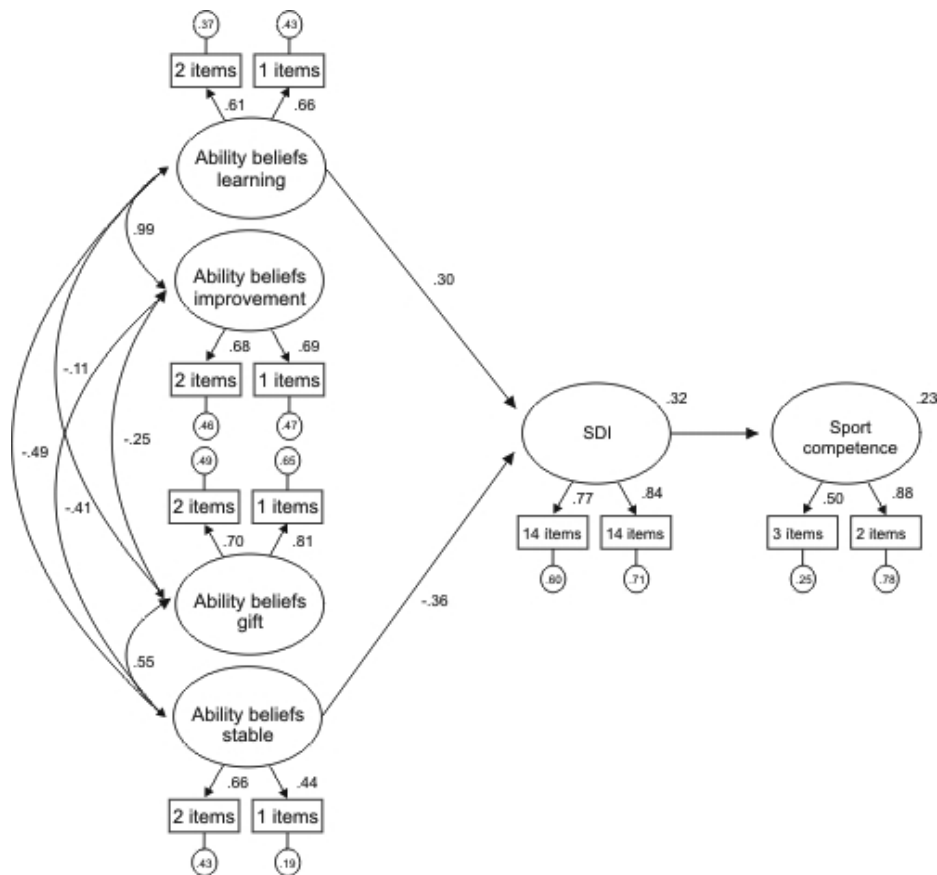 .37
.43
2 items
1 item
.61
.66
Ability beliefs
learning
.99
Ability beliefs
improvement
.30
.68
.69
-.11
2 items
1 items
-.25
.32
.23
.46
.47
SDI
Sport
competence
-.49
.49
.65
.77
.84
.50
.88
-.41
2 items
1 items
14 items
14 items
3 items
2 items
.70
.81
.60
.71
.25
.78
Ability beliefs
gift
-.36
.55
Ability beliefs
stable
.66
.44
2 items
1 items
.43
.19